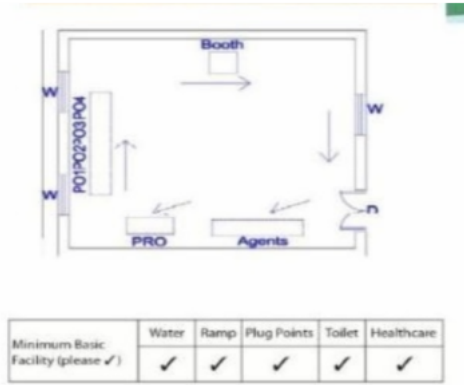 Booth
W
W
PO1PO2PO3PO4
W
D
PRO
Agents
Minimum Basic Facility (please ✓)
Water Ramp Plug Points Toilet Healthcare
✓ ✓ ✓ ✓ ✓